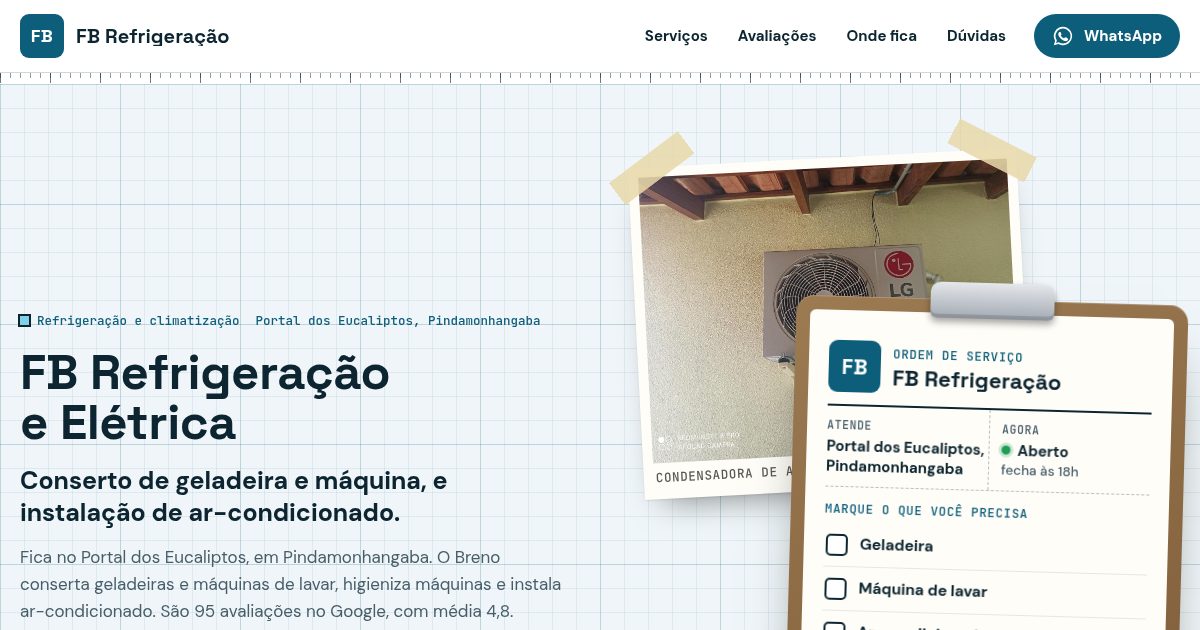 FB
FB Refrigeração
Serviços
Avaliações
Onde fica
Dúvidas
WhatsApp
Refrigeração e climatização Portal dos Eucaliptos, Pindamonhangaba
FB Refrigeração
e Elétrica
Conserto de geladeira e máquina, e
instalação de ar-condicionado.
Fica no Portal dos Eucaliptos, em Pindamonhangaba. O Breno
conserta geladeiras e máquinas de lavar, higieniza máquinas e instala
ar-condicionado. São 95 avaliações no Google, com média 4,8.
LG
CONDENSADORA DE
FB
ORDEM DE SERVIÇO
FB Refrigeração
ATENDE
Portal dos Eucaliptos,
Pindamonhangaba
AGORA
Aberto
fecha às 18h
MARQUE O QUE VOCÊ PRECISA
Geladeira
Máquina de lavar